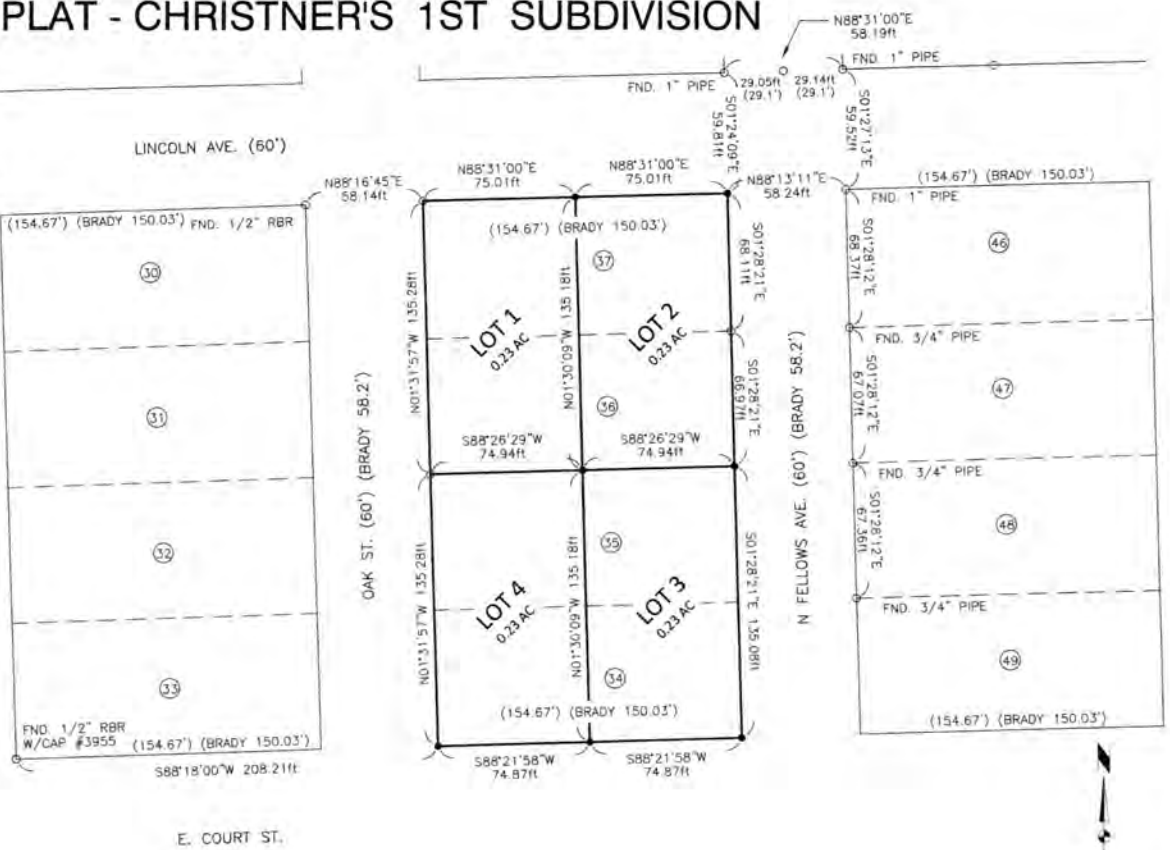 PLAT - CHRISTNER'S 1ST SUBDIVISION
N88°31'00"E
58.19ft
FND. 1" PIPE
FND. 1" PIPE
29.05ft
(29.1')
29.14ft
(29.1')
S01°24'09"E
59.81ft
S01°27'13"E
59.52ft
LINCOLN AVE. (60')
N88°16'45"E
58.14ft
N88°31'00"E
75.01ft
N88°31'00"E
75.01ft
N88°13'11"E
58.24ft
(154.67') (BRADY 150.03')
FND. 1" PIPE
(154.67') (BRADY 150.03')
FND. 1/2" RBR
(154.67') (BRADY 150.03')
30
37
46
S01°28'21"E
68.11ft
S01°28'12"E
68.37ft
N01°31'57"W 135.28ft
LOT 1
0.23 AC
N01°30'09"W 135.18ft
LOT 2
0.23 AC
FND. 3/4" PIPE
31
36
47
S01°28'21"E
66.97ft
S01°28'12"E
67.07ft
OAK ST. (60') (BRADY 58.2')
S88°26'29"W
74.94ft
S88°26'29"W
74.94ft
N FELLOWS AVE. (60') (BRADY 58.2')
FND. 3/4" PIPE
32
35
48
S01°28'12"E
67.36ft
N01°31'57"W 135.28ft
LOT 4
0.23 AC
N01°30'09"W 135.18ft
LOT 3
0.23 AC
S01°28'21"E 135.08ft
FND. 3/4" PIPE
33
34
49
FND. 1/2" RBR
W/CAP #3955
(154.67') (BRADY 150.03')
(154.67') (BRADY 150.03')
(154.67') (BRADY 150.03')
S88°18'00"W 208.21ft
S88°21'58"W
74.87ft
S88°21'58"W
74.87ft
N
E. COURT ST.